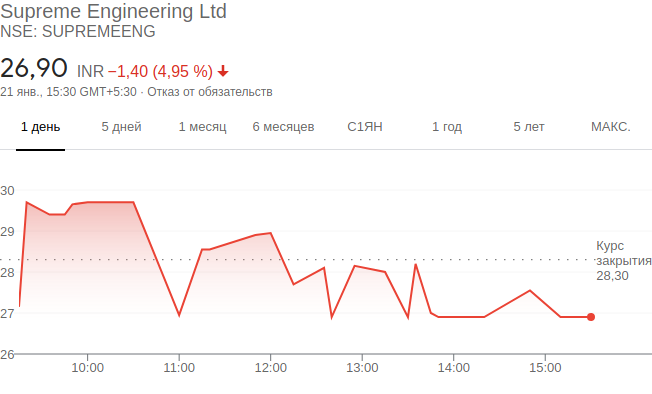 Supreme Engineering Ltd
NSE: SUPREMEENG
26,90 INR −1,40 (4,95 %)
21 янв., 15:30 GMT+5:30 · Отказ от обязательств
1 день 5 дней 1 месяц 6 месяцев С1ЯН 1 год 5 лет МАКС.
30
29
28
27
26
Курс
закрытия
28,30
10:00 11:00 12:00 13:00 14:00 15:00